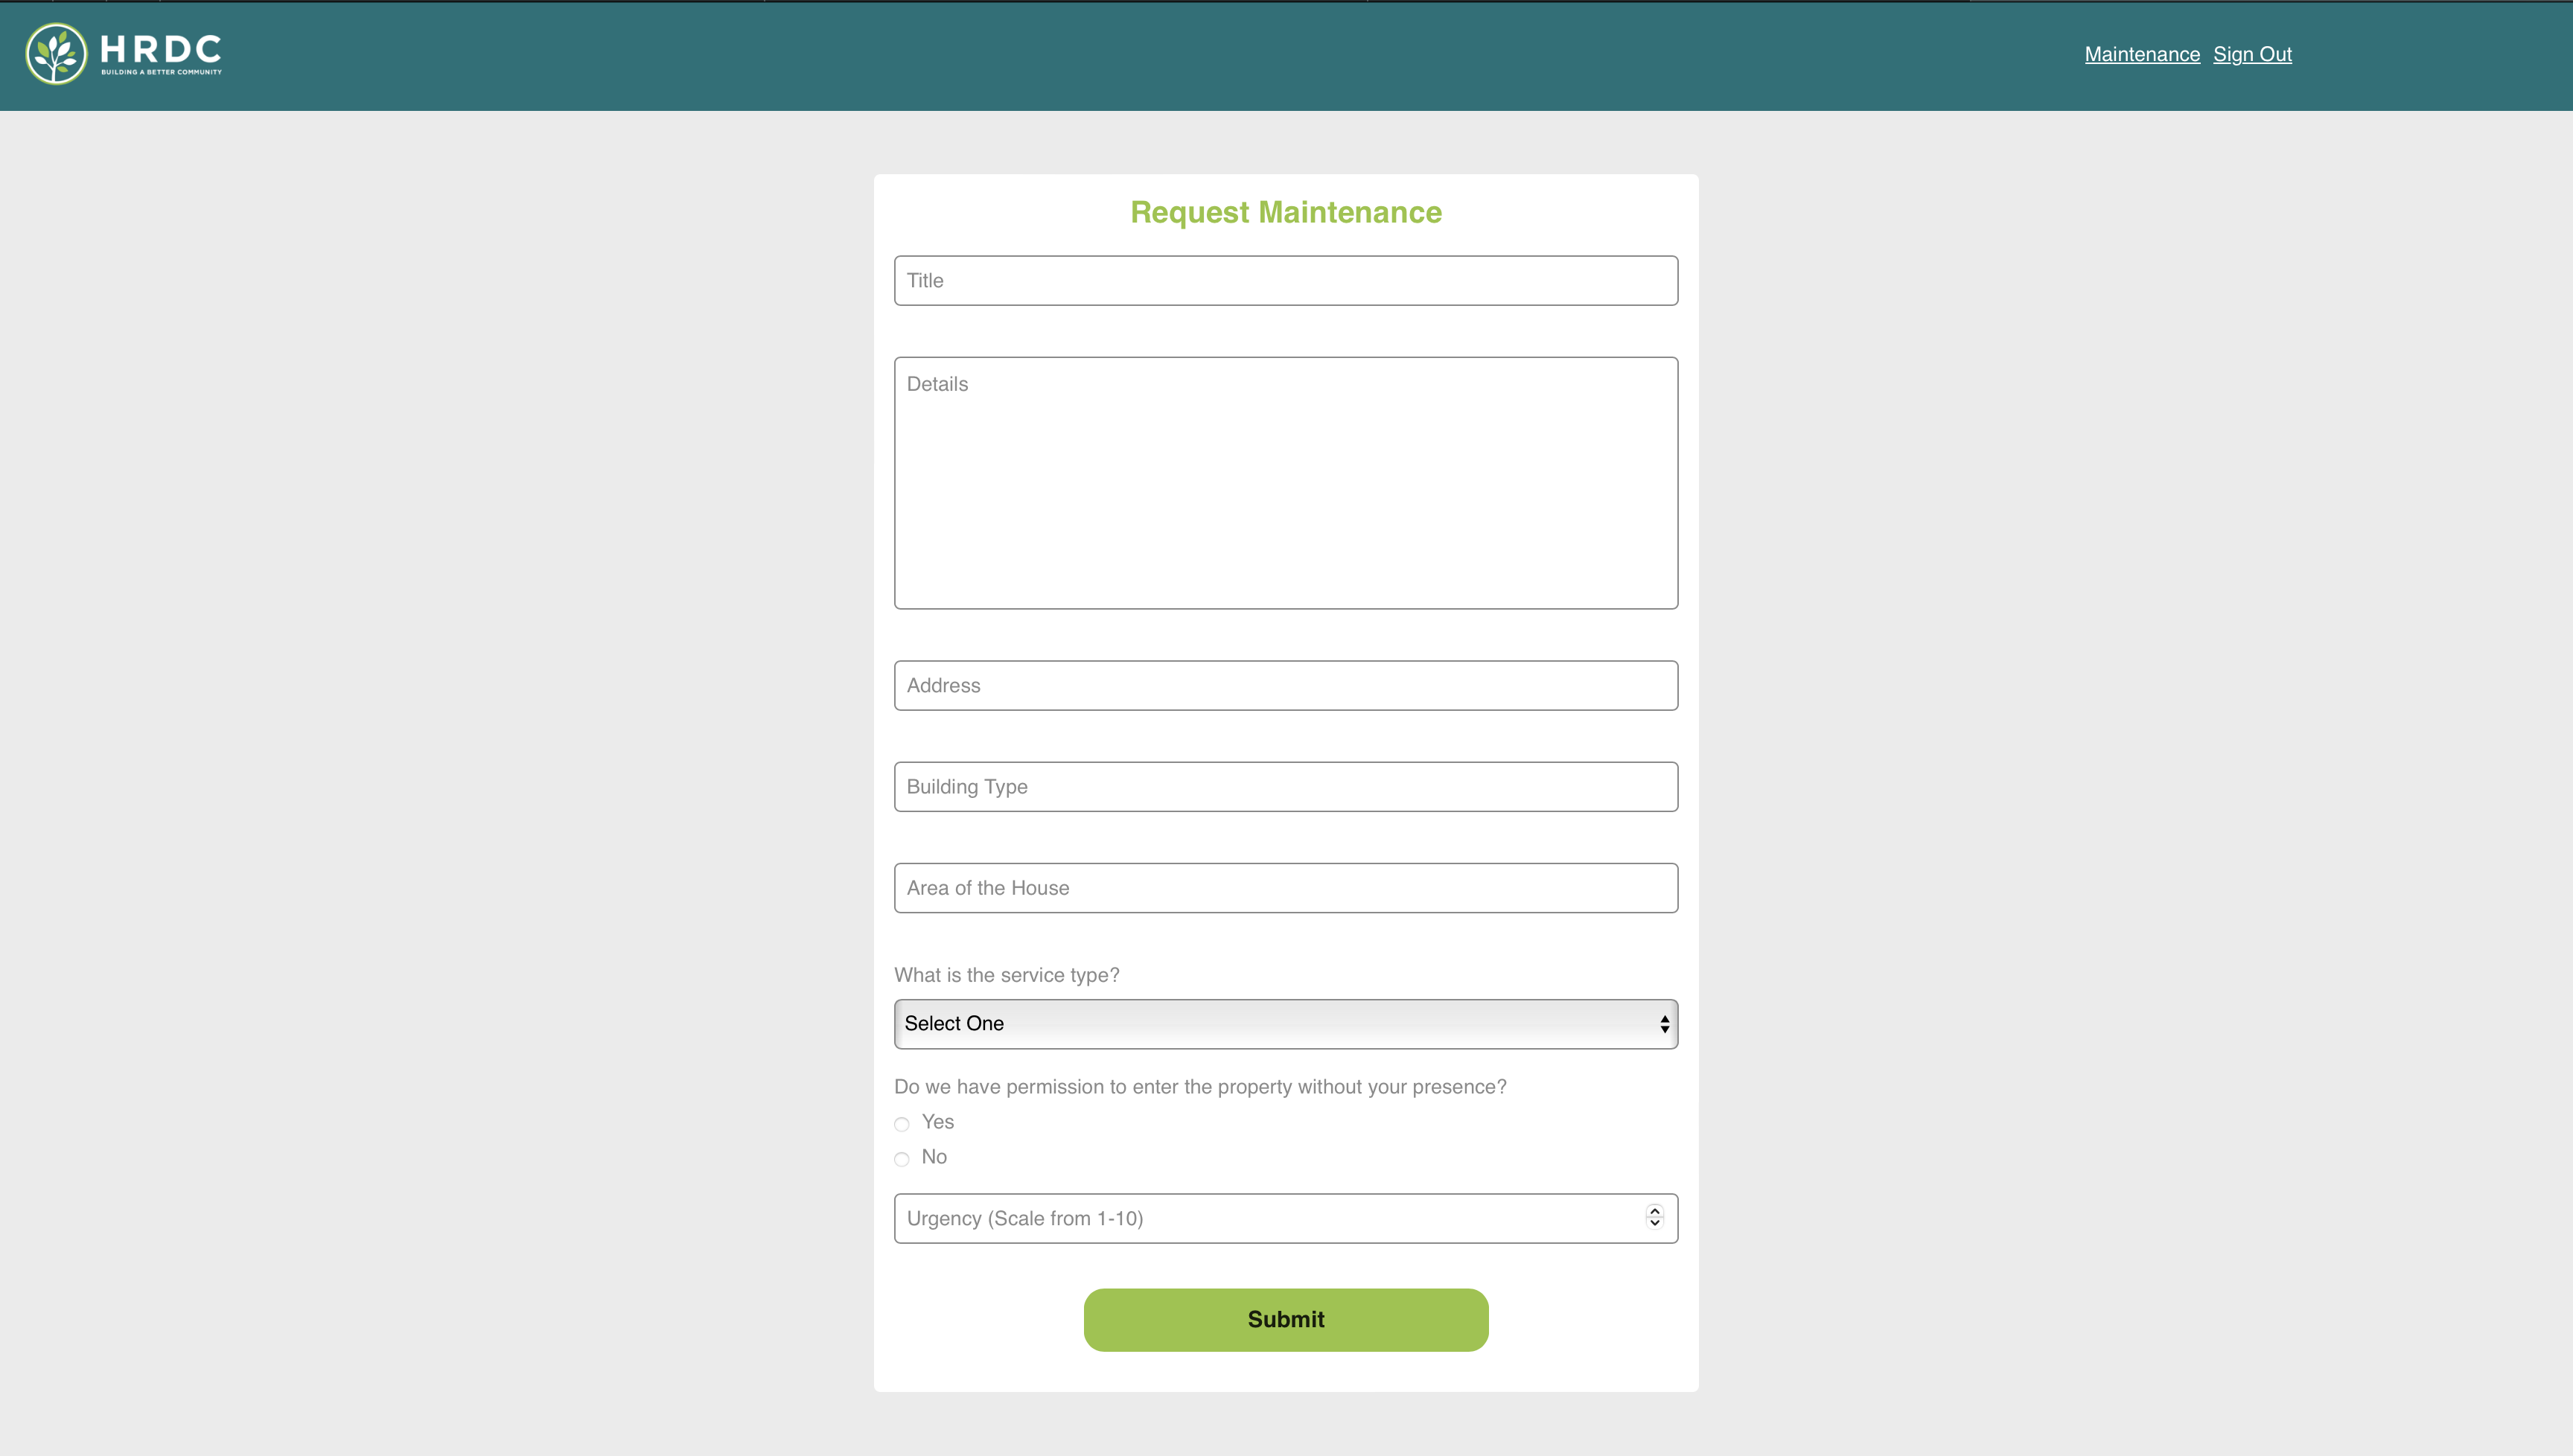 HRDC
BUILDING A BETTER COMMUNITY
Maintenance Sign Out
Request Maintenance
Title
Details
Address
Building Type
Area of the House
What is the service type?
Select One
Do we have permission to enter the property without your presence?
Yes
No
Urgency (Scale from 1-10)
Submit